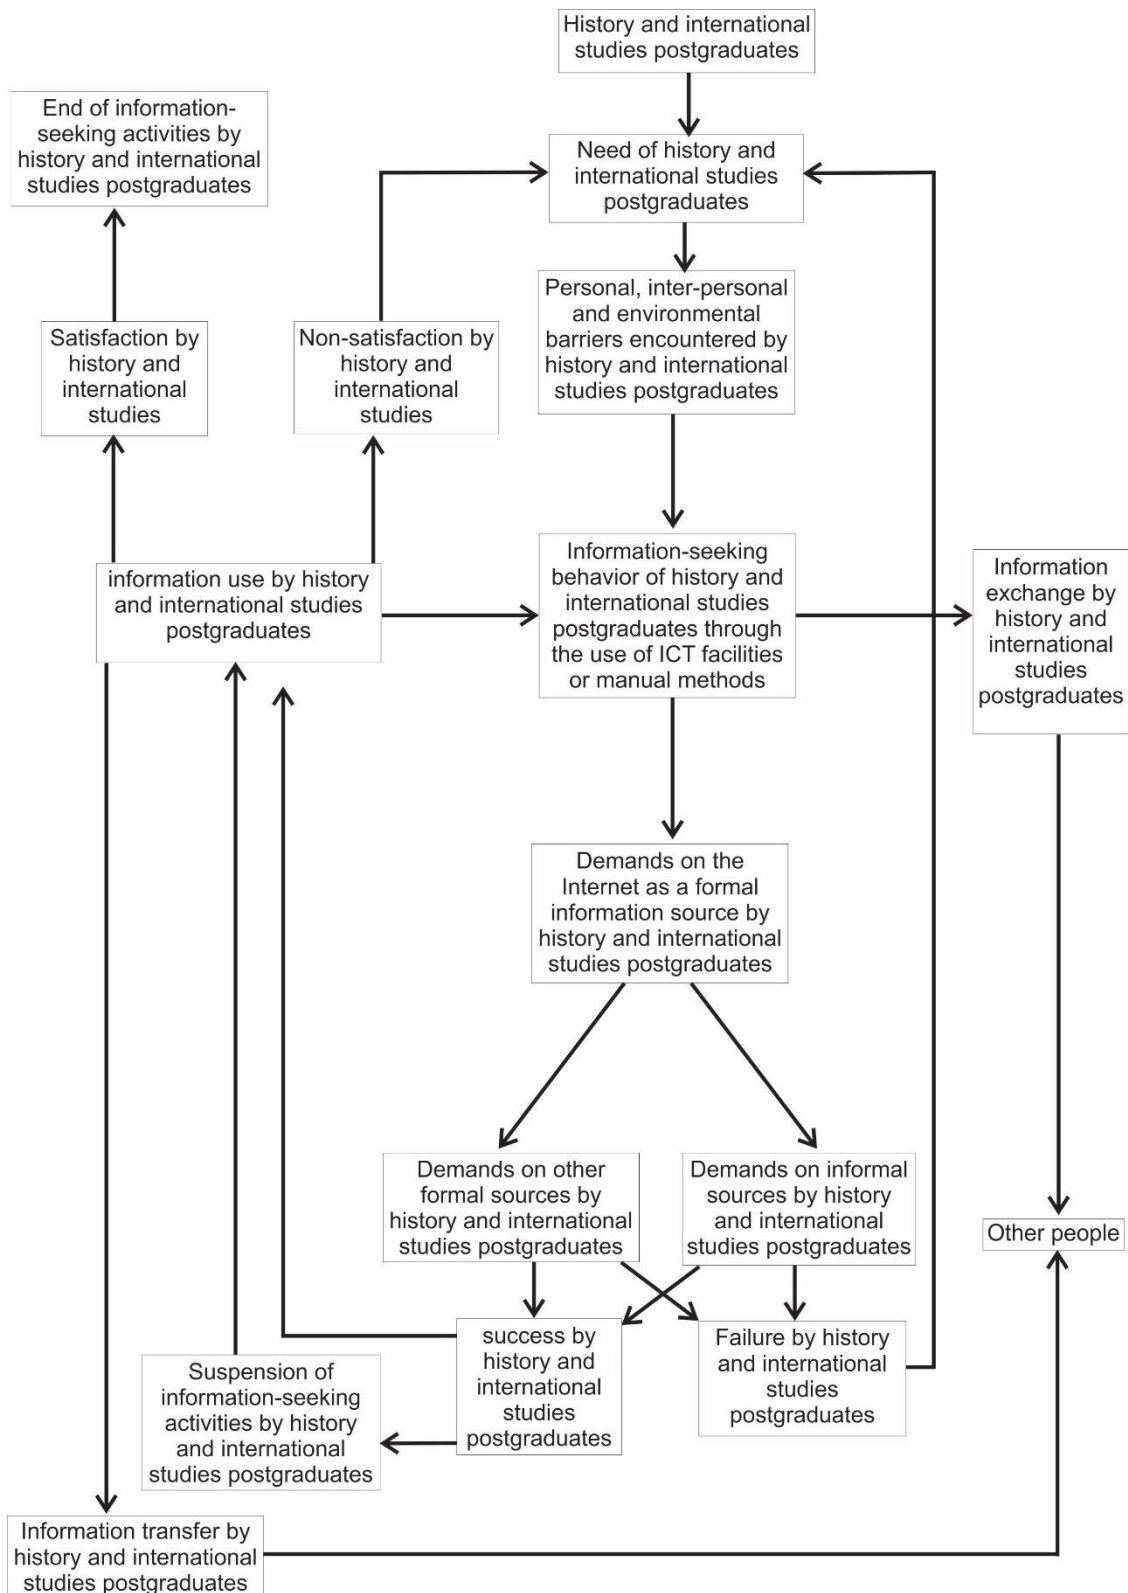 History and international
studies postgraduates
End of information-
seeking activities by
history and international
studies postgraduates
Need of history and
international studies
postgraduates
Personal, inter-personal
and environmental
barriers encountered by
history and international
studies postgraduates
Satisfaction by
history and
international
studies
Non-satisfaction by
history and
international
studies
information use by history
and international studies
postgraduates
Information-seeking
behavior of history and
international studies
postgraduates through
the use of ICT facilities
or manual methods
Information
exchange by
history and
international
studies
postgraduates
Demands on the
Internet as a formal
information source by
history and international
studies postgraduates
Demands on other
formal sources by
history and international
studies postgraduates
Demands on informal
sources by history
and international
studies postgraduates
Other people
success by
history and
international
studies
postgraduates
Failure by history
and international
studies
postgraduates
Suspension of
information-seeking
activities by history
and international
studies postgraduates
Information transfer by
history and international
studies postgraduates